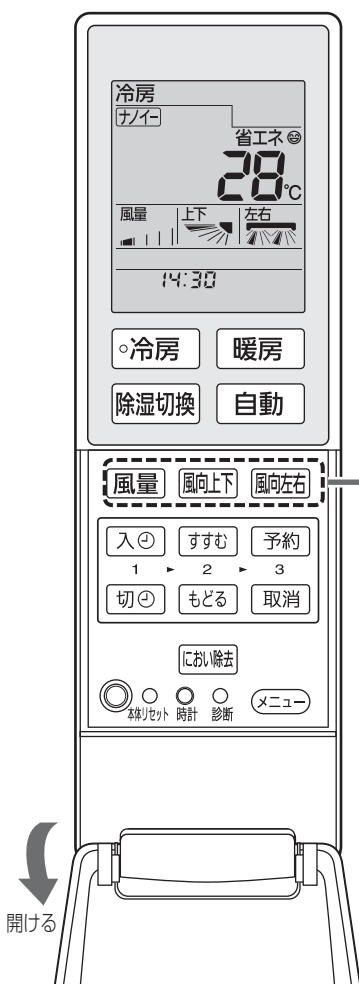 冷房
ナノイー
省エネ
28℃
風量 上下 左右
14:30
冷房 暖房
除湿切換 自動
風量 風向上下 風向左右
入 すすむ 予約
1 ► 2 ► 3
切 もどる 取消
におい除去
本体リセット 時計 診断 メニュー
開ける